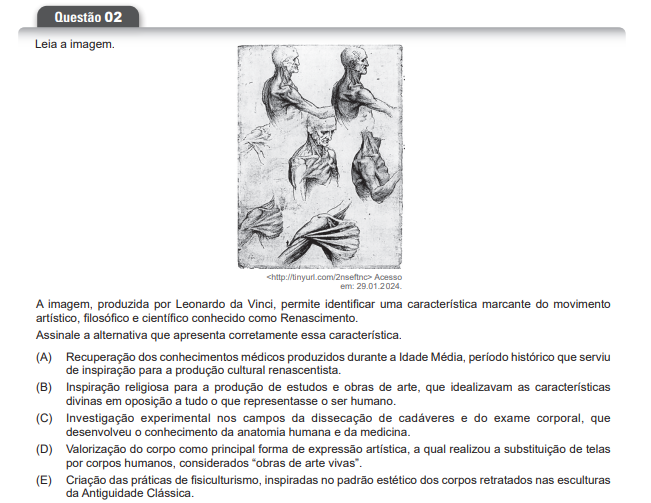 Questão 02
Leia a imagem.
<http://tinyurl.com/2nseftnc> Acesso
em: 29.01.2024.
A imagem, produzida por Leonardo da Vinci, permite identificar uma característica marcante do movimento
artístico, filosófico e científico conhecido como Renascimento.
Assinale a alternativa que apresenta corretamente essa característica.
(A) Recuperação dos conhecimentos médicos produzidos durante a Idade Média, período histórico que serviu
de inspiração para a produção cultural renascentista.
(B) Inspiração religiosa para a produção de estudos e obras de arte, que idealizavam as características
divinas em oposição a tudo o que representasse o ser humano.
(C) Investigação experimental nos campos da dissecação de cadáveres e do exame corporal, que
desenvolveu o conhecimento da anatomia humana e da medicina.
(D) Valorização do corpo como principal forma de expressão artística, a qual realizou a substituição de telas
por corpos humanos, considerados “obras de arte vivas”.
(E) Criação das práticas de fisiculturismo, inspiradas no padrão estético dos corpos retratados nas esculturas
da Antiguidade Clássica.